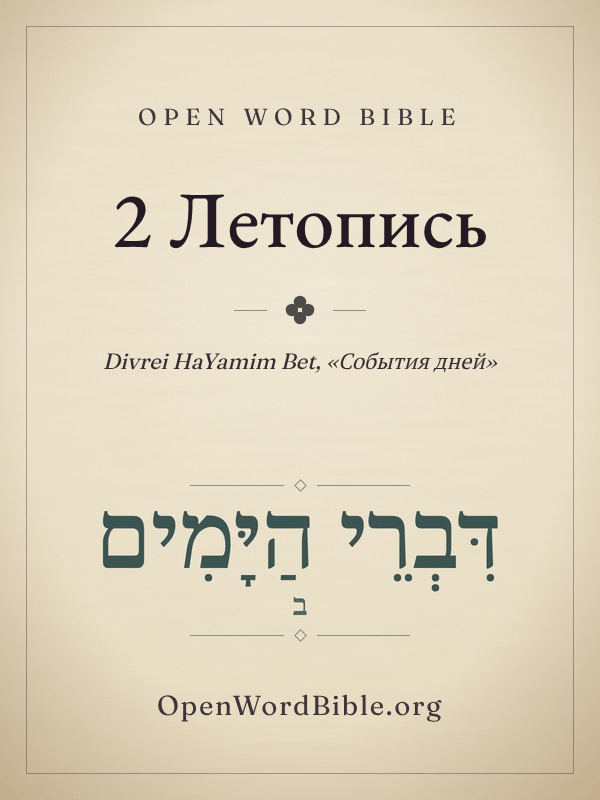 OPEN WORD BIBLE
2 Летопись
Divrei HaYamim Bet, «События дней»
דִּבְרֵי הַיָּמִים
ב
OpenWordBible.org